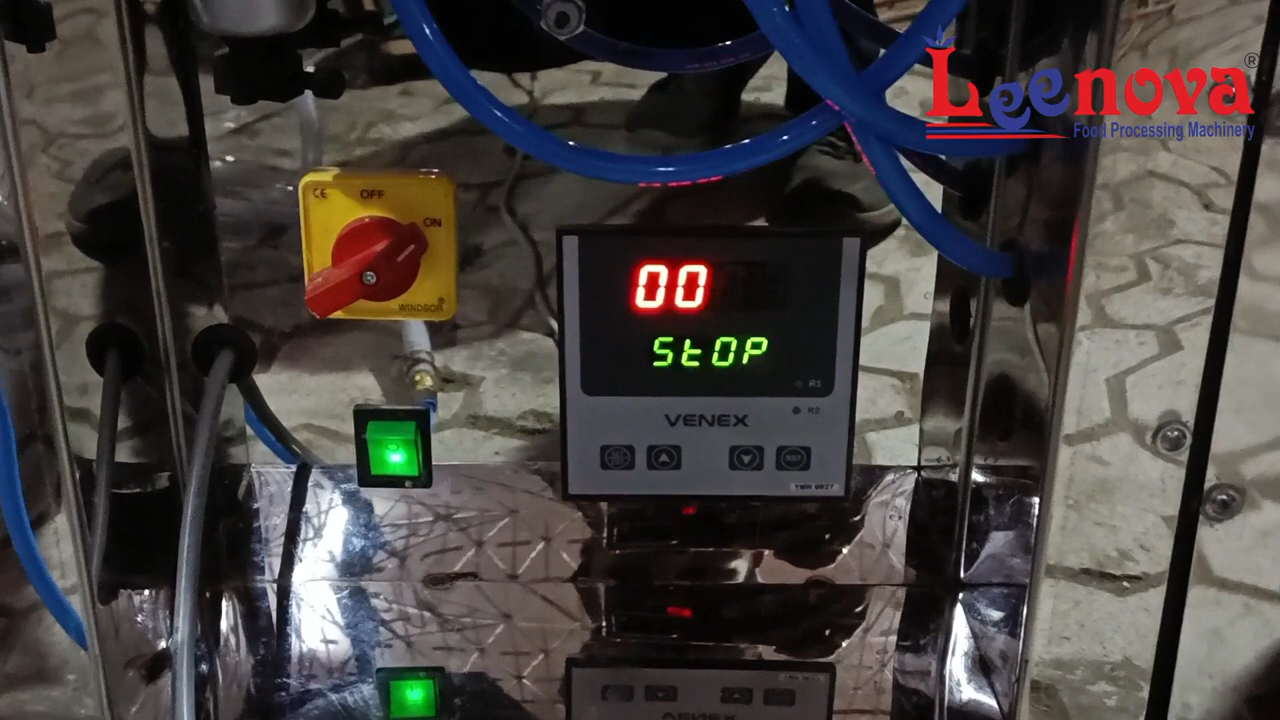 Leenova®
Food Processing Machinery
CE OFF
ON
WINDSOR
00
StOP
R1
R2
VENEX